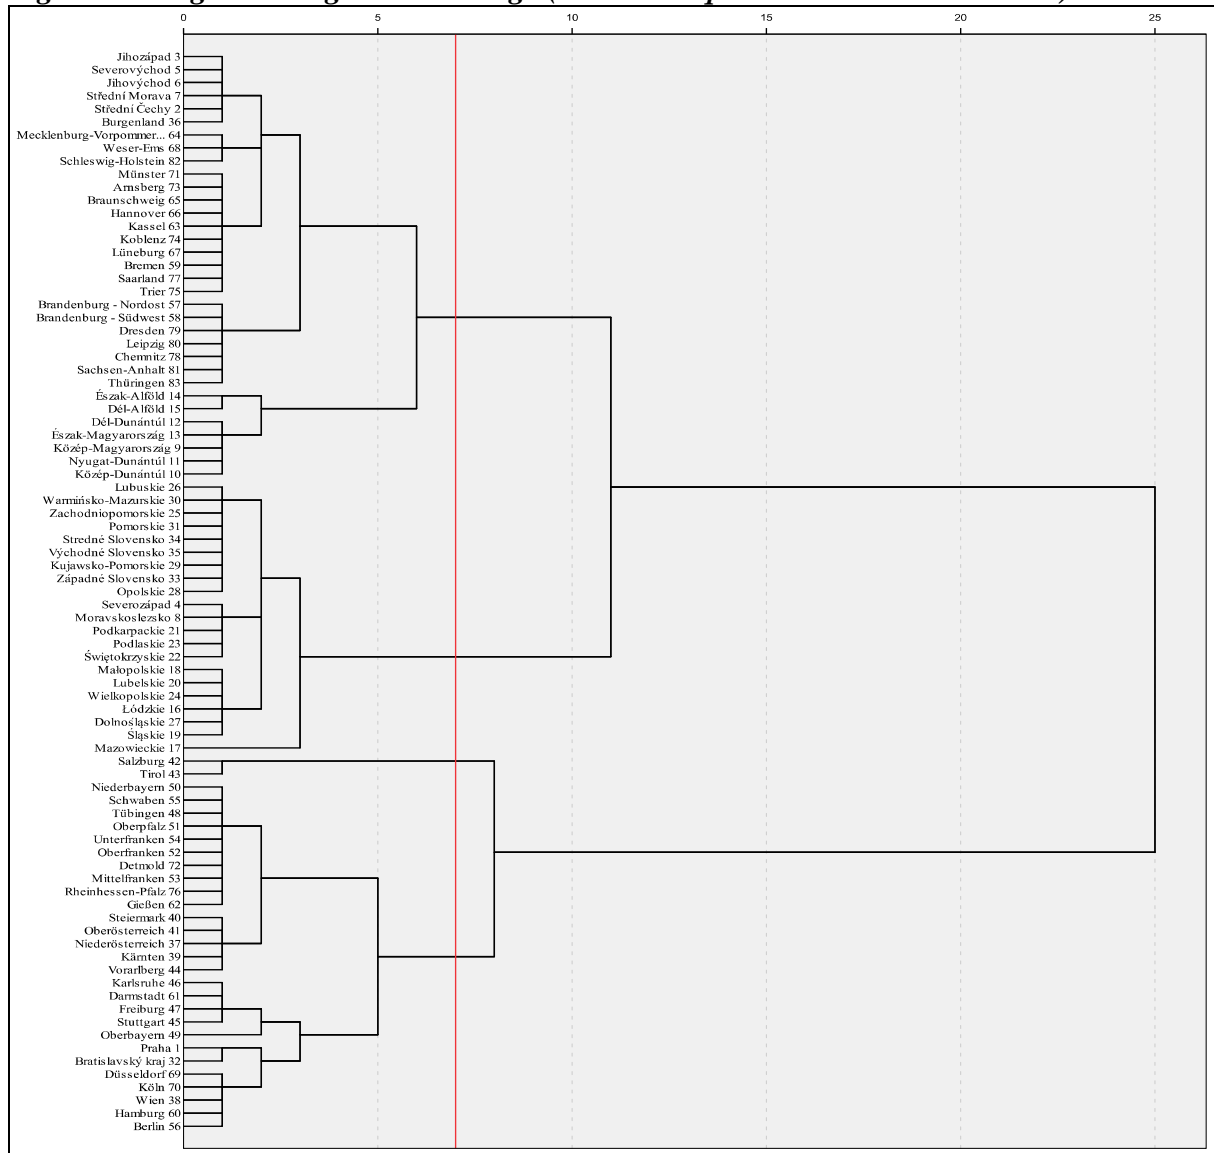 0 5 10 15 20 25
Jihozápad 3
Severovýchod 5
Jihovýchod 6
Střední Morava 7
Střední Čechy 2
Burgenland 36
Mecklenburg-Vorpommer... 64
Weser-Ems 68
Schleswig-Holstein 82
Münster 71
Arnsberg 73
Braunschweig 65
Hannover 66
Kassel 63
Koblenz 74
Lüneburg 67
Bremen 59
Saarland 77
Trier 75
Brandenburg - Nordost 57
Brandenburg - Südwest 58
Dresden 79
Leipzig 80
Chemnitz 78
Sachsen-Anhalt 81
Thüringen 83
Észak-Alföld 14
Dél-Alföld 15
Dél-Dunántúl 12
Észak-Magyarország 13
Közép-Magyarország 9
Nyugat-Dunántúl 11
Közép-Dunántúl 10
Lubuskie 26
Warmińsko-Mazurskie 30
Zachodniopomorskie 25
Pomorskie 31
Stredné Slovensko 34
Východné Slovensko 35
Kujawsko-Pomorskie 29
Západné Slovensko 33
Opolskie 28
Severozápad 4
Moravskoslezsko 8
Podkarpackie 21
Podlaskie 23
Świętokrzyskie 22
Małopolskie 18
Lubelskie 20
Wielkopolskie 24
Łódzkie 16
Dolnośląskie 27
Śląskie 19
Mazowieckie 17
Salzburg 42
Tirol 43
Niederbayern 50
Schwaben 55
Tübingen 48
Oberpfalz 51
Unterfranken 54
Oberfranken 52
Detmold 72
Mittelfranken 53
Rheinhessen-Pfalz 76
Gießen 62
Steiermark 40
Oberösterreich 41
Niederösterreich 37
Kärnten 39
Vorarlberg 44
Karlsruhe 46
Darmstadt 61
Freiburg 47
Stuttgart 45
Oberbayern 49
Praha 1
Bratislavský kraj 32
Düsseldorf 69
Köln 70
Wien 38
Hamburg 60
Berlin 56